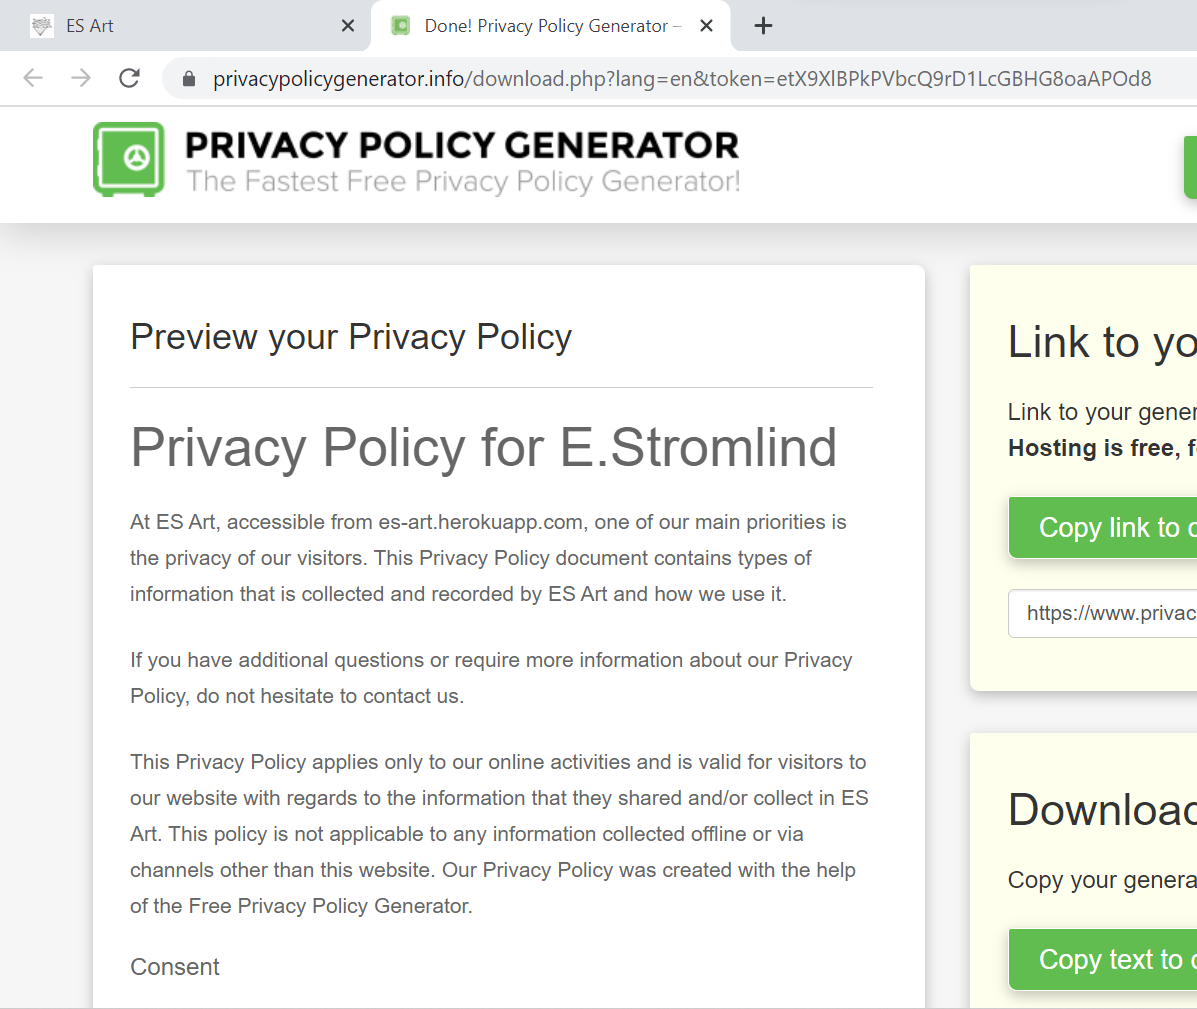 ES Art
Done! Privacy Policy Generator –
privacypolicygenerator.info/download.php?lang=en&token=etX9XlBPkPVbcQ9rD1LcGBHG8oaAPOd8
PRIVACY POLICY GENERATOR
The Fastest Free Privacy Policy Generator!
Preview your Privacy Policy
Privacy Policy for E.Stromlind
At ES Art, accessible from es-art.herokuapp.com, one of our main priorities is
the privacy of our visitors. This Privacy Policy document contains types of
information that is collected and recorded by ES Art and how we use it.
If you have additional questions or require more information about our Privacy
Policy, do not hesitate to contact us.
This Privacy Policy applies only to our online activities and is valid for visitors to
our website with regards to the information that they shared and/or collect in ES
Art. This policy is not applicable to any information collected offline or via
channels other than this website. Our Privacy Policy was created with the help
of the Free Privacy Policy Generator.
Consent
Link to yo
Link to your gener
Hosting is free, f
Copy link to c
https://www.privac
Download
Copy your genera
Copy text to c